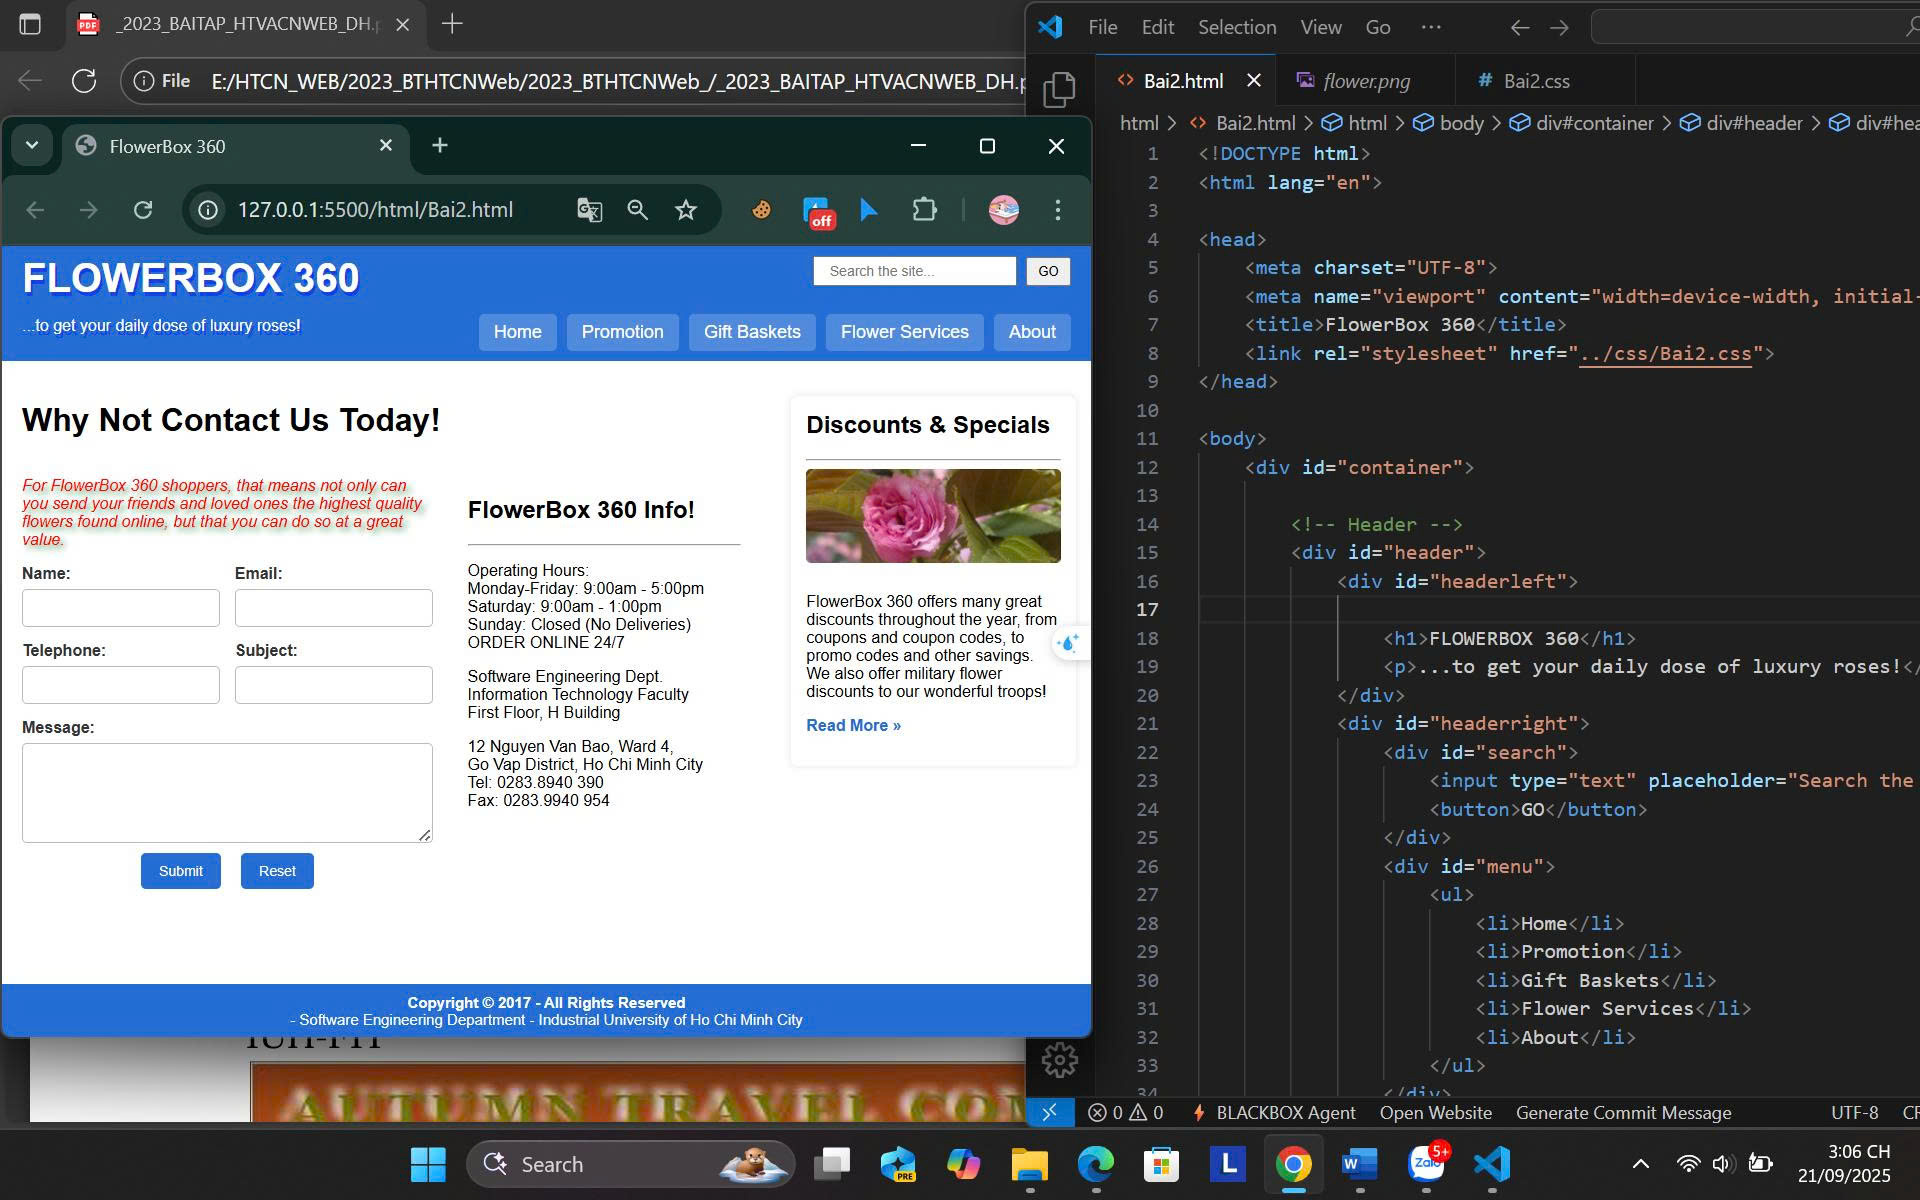 _2023_BAITAP_HTVACNWEB_DH.p
File E:/HTCN_WEB/2023_BTHTCNWeb/2023_BTHTCNWeb_/_2023_BAITAP_HTVACNWEB_DH.p
FlowerBox 360
127.0.0.1:5500/html/Bai2.html
off
FLOWERBOX 360
...to get your daily dose of luxury roses!
Search the site...
GO
Home
Promotion
Gift Baskets
Flower Services
About
Why Not Contact Us Today!
For FlowerBox 360 shoppers, that means not only can
you send your friends and loved ones the highest quality
flowers found online, but that you can do so at a great
value.
Name:
Email:
Telephone:
Subject:
Message:
Submit
Reset
FlowerBox 360 Info!
Operating Hours:
Monday-Friday: 9:00am - 5:00pm
Saturday: 9:00am - 1:00pm
Sunday: Closed (No Deliveries)
ORDER ONLINE 24/7
Software Engineering Dept.
Information Technology Faculty
First Floor, H Building
12 Nguyen Van Bao, Ward 4,
Go Vap District, Ho Chi Minh City
Tel: 0283.8940 390
Fax: 0283.9940 954
Discounts & Specials
FlowerBox 360 offers many great
discounts throughout the year, from
coupons and coupon codes, to
promo codes and other savings.
We also offer military flower
discounts to our wonderful troops!
Read More »
Copyright © 2017 - All Rights Reserved
- Software Engineering Department - Industrial University of Ho Chi Minh City
AUTUMN TRAVEL COM
File Edit Selection View Go ...
Bai2.html
flower.png
# Bai2.css
html > Bai2.html > html > body > div#container > div#header > div#hea
1 <!DOCTYPE html>
2 <html lang="en">
3
4 <head>
5 <meta charset="UTF-8">
6 <meta name="viewport" content="width=device-width, initial-
7 <title>FlowerBox 360</title>
8 <link rel="stylesheet" href="../css/Bai2.css">
9 </head>
10
11 <body>
12 <div id="container">
13
14 <!-- Header -->
15 <div id="header">
16 <div id="headerleft">
17
18 <h1>FLOWERBOX 360</h1>
19 <p>...to get your daily dose of luxury roses!</
20 </div>
21 <div id="headerright">
22 <div id="search">
23 <input type="text" placeholder="Search the
24 <button>GO</button>
25 </div>
26 <div id="menu">
27 <ul>
28 <li>Home</li>
29 <li>Promotion</li>
30 <li>Gift Baskets</li>
31 <li>Flower Services</li>
32 <li>About</li>
33 </ul>
34 </div>
0 0 BLACKBOX Agent Open Website Generate Commit Message UTF-8 CR
Search
PRE
L
W
Zalo
5+
3:06 CH
21/09/2025